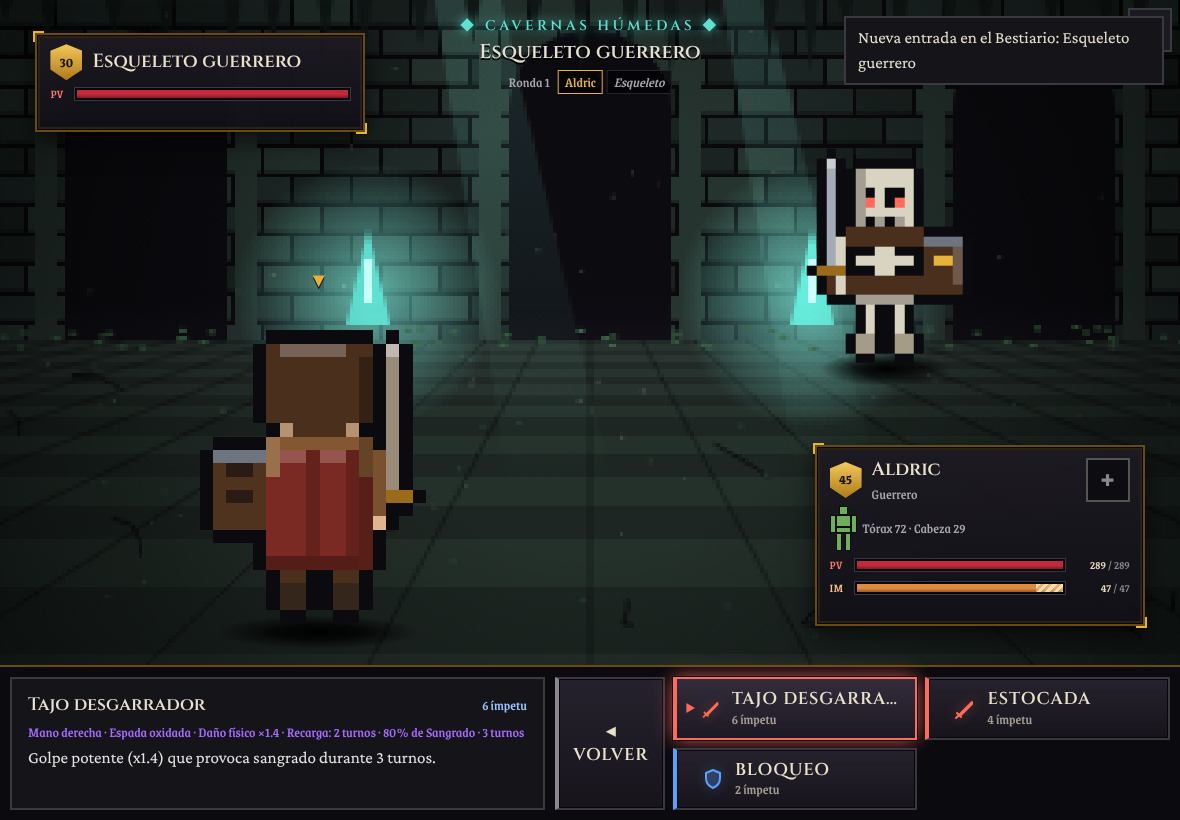 CAVERNAS HÚMEDAS
ESQUELETO GUERRERO
Ronda 1 Aldric Esqueleto
30 ESQUELETO GUERRERO
PV
Nueva entrada en el Bestiario: Esqueleto
guerrero
45 ALDRIC
Guerrero
+
Tórax 72 · Cabeza 29
PV 289 / 289
IM 47 / 47
TAJO DESGARRADOR 6 ímpetu
Mano derecha · Espada oxidada · Daño físico ×1.4 · Recarga: 2 turnos · 80% de Sangrado · 3 turnos
Golpe potente (x1.4) que provoca sangrado durante 3 turnos.
◀
VOLVER
TAJO DESGARRA...
6 ímpetu
ESTOCADA
4 ímpetu
BLOQUEO
2 ímpetu